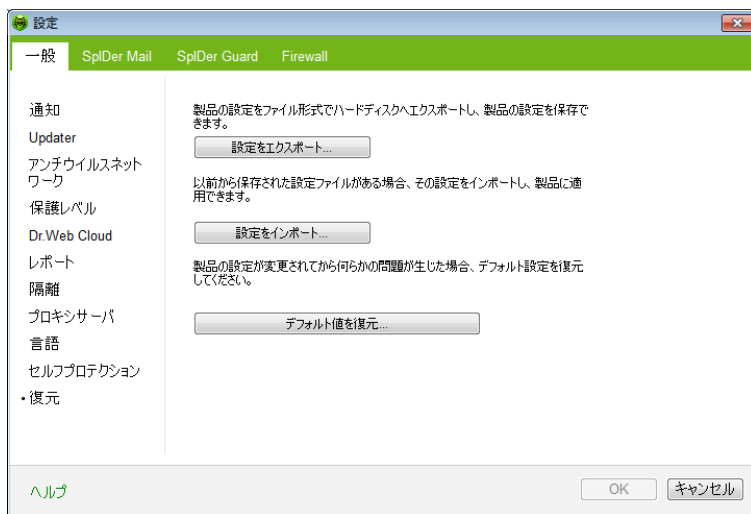 設定
一般 SpIDer Mail SpIDer Guard Firewall
通知
Updater
アンチウイルスネット
ワーク
保護レベル
Dr.Web Cloud
レポート
隔離
プロキシサーバ
言語
セルフプロテクション
・復元
製品の設定をファイル形式でハードディスクへエクスポートし、製品の設定を保存で
きます。
設定をエクスポート...
以前から保存された設定ファイルがある場合、その設定をインポートし、製品に適
用できます。
設定をインポート...
製品の設定が変更されてから何らかの問題が生じた場合、デフォルト設定を復元
してください。
デフォルト値を復元...
ヘルプ
OK キャンセル